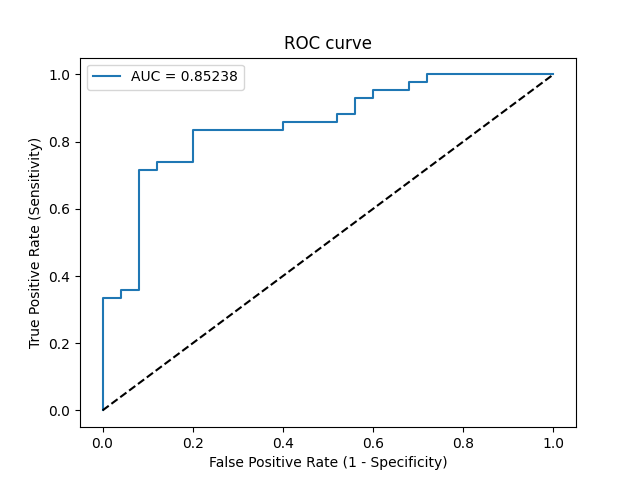 ROC curve
AUC = 0.85238
True Positive Rate (Sensitivity)
1.0
0.8
0.6
0.4
0.2
0.0
0.0 0.2 0.4 0.6 0.8 1.0
False Positive Rate (1 - Specificity)